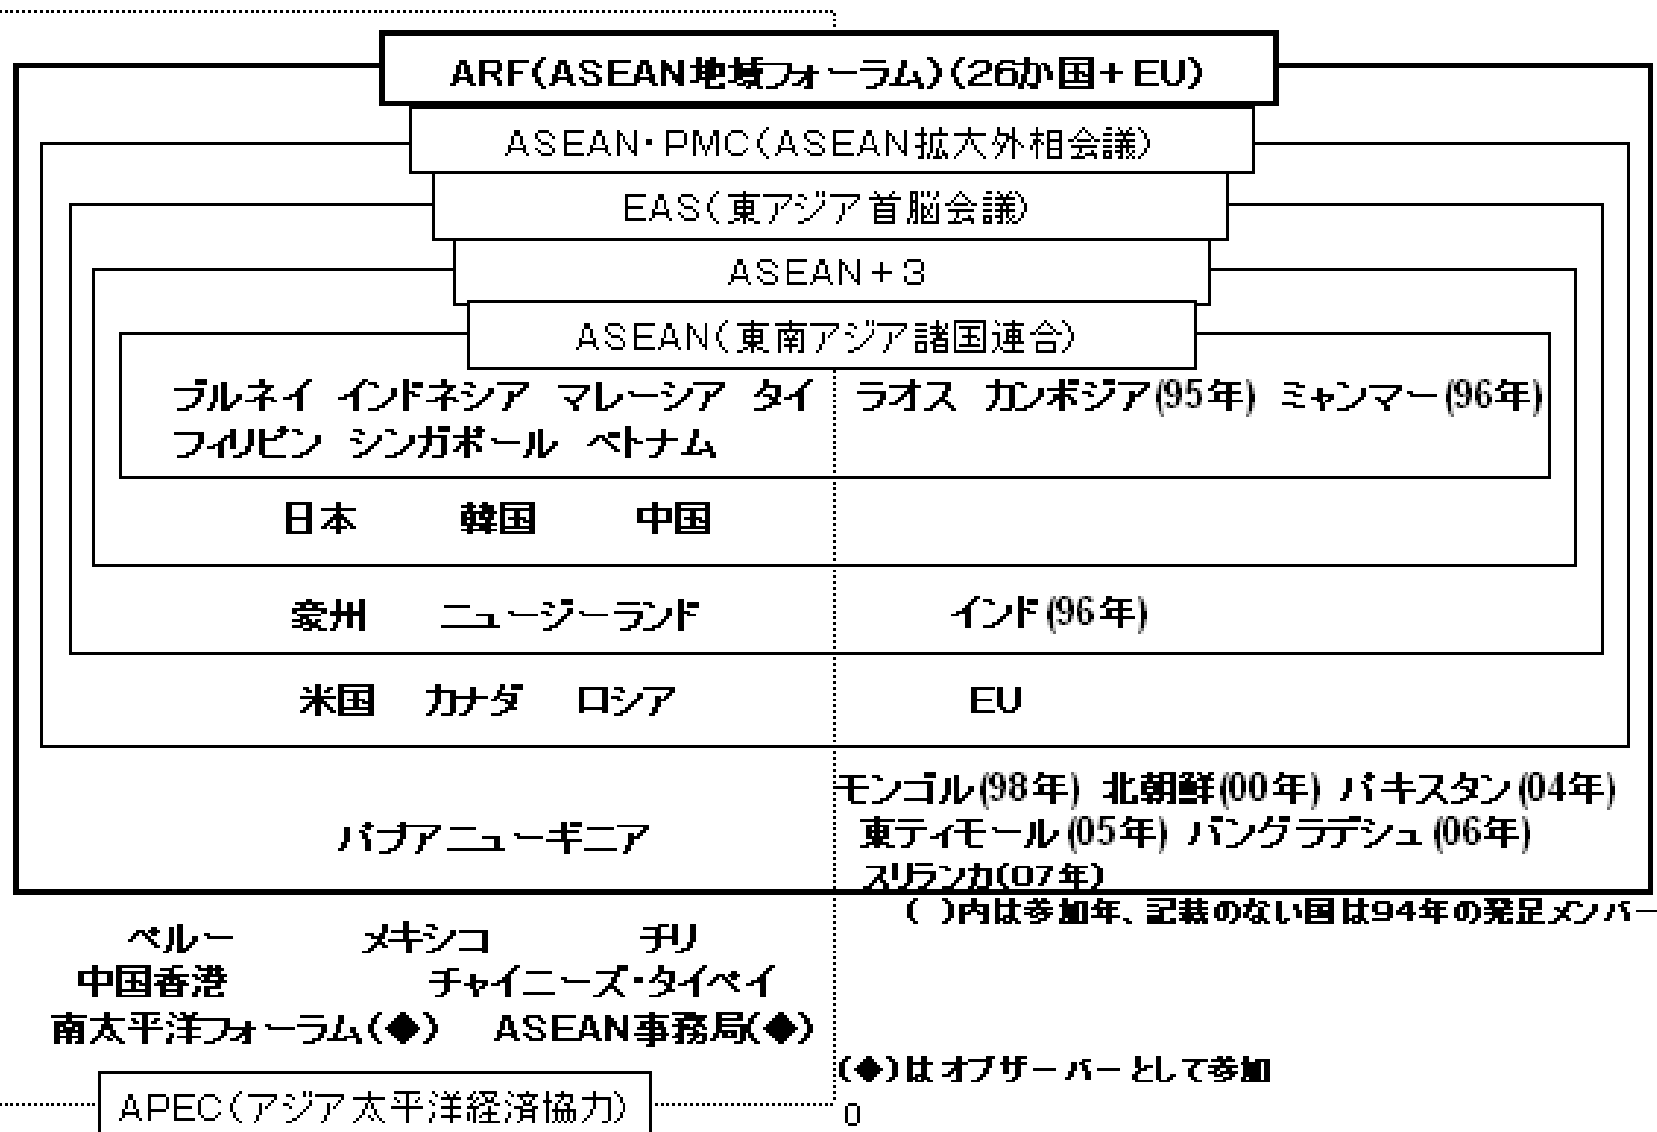 ARF(ASEAN地域フォーラム)(26か国+EU)
ASEAN・PMC(ASEAN拡大外相会議)
EAS(東アジア首脳会議)
ASEAN+3
ASEAN(東南アジア諸国連合)
ブルネイ インドネシア マレーシア タイ ラオス カンボジア(95年) ミャンマー(96年)
フィリピン シンガポール ベトナム
日本 韓国 中国
豪州 ニュージーランド インド(96年)
米国 カナダ ロシア EU
モンゴル(98年) 北朝鮮(00年) パキスタン(04年)
パプアニューギニア 東ティモール(05年) バングラデシュ(06年)
スリランカ(07年)
( )内は参加年、記載のない国は94年の発足メンバー
ペルー メキシコ チリ
中国香港 チャイニーズ・タイペイ
南太平洋フォーラム(◆) ASEAN事務局(◆)
(◆)はオブザーバーとして参加
APEC(アジア太平洋経済協力) 0